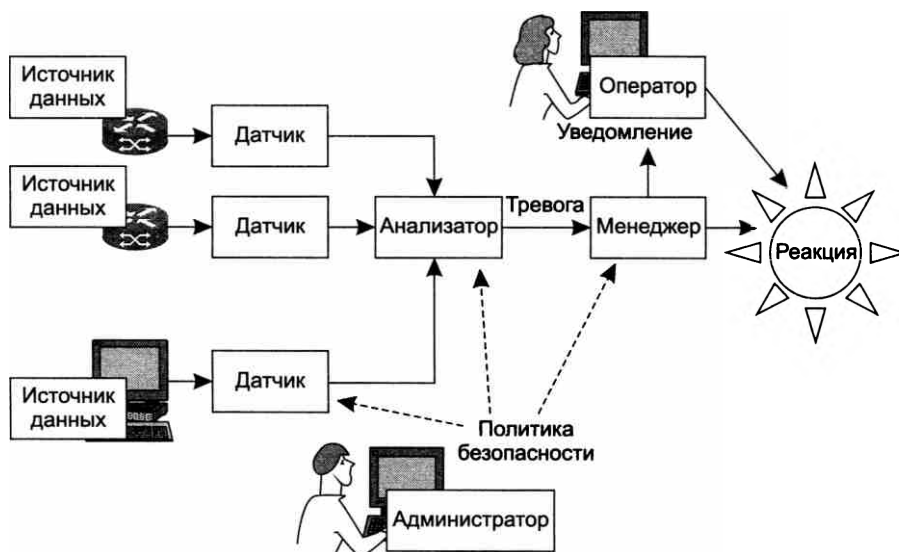 Источник
данных
Датчик
Источник
данных
Датчик
Источник
данных
Датчик
Анализатор
Тревога
Менеджер
Уведомление
Оператор
Реакция
Политика
безопасности
Администратор